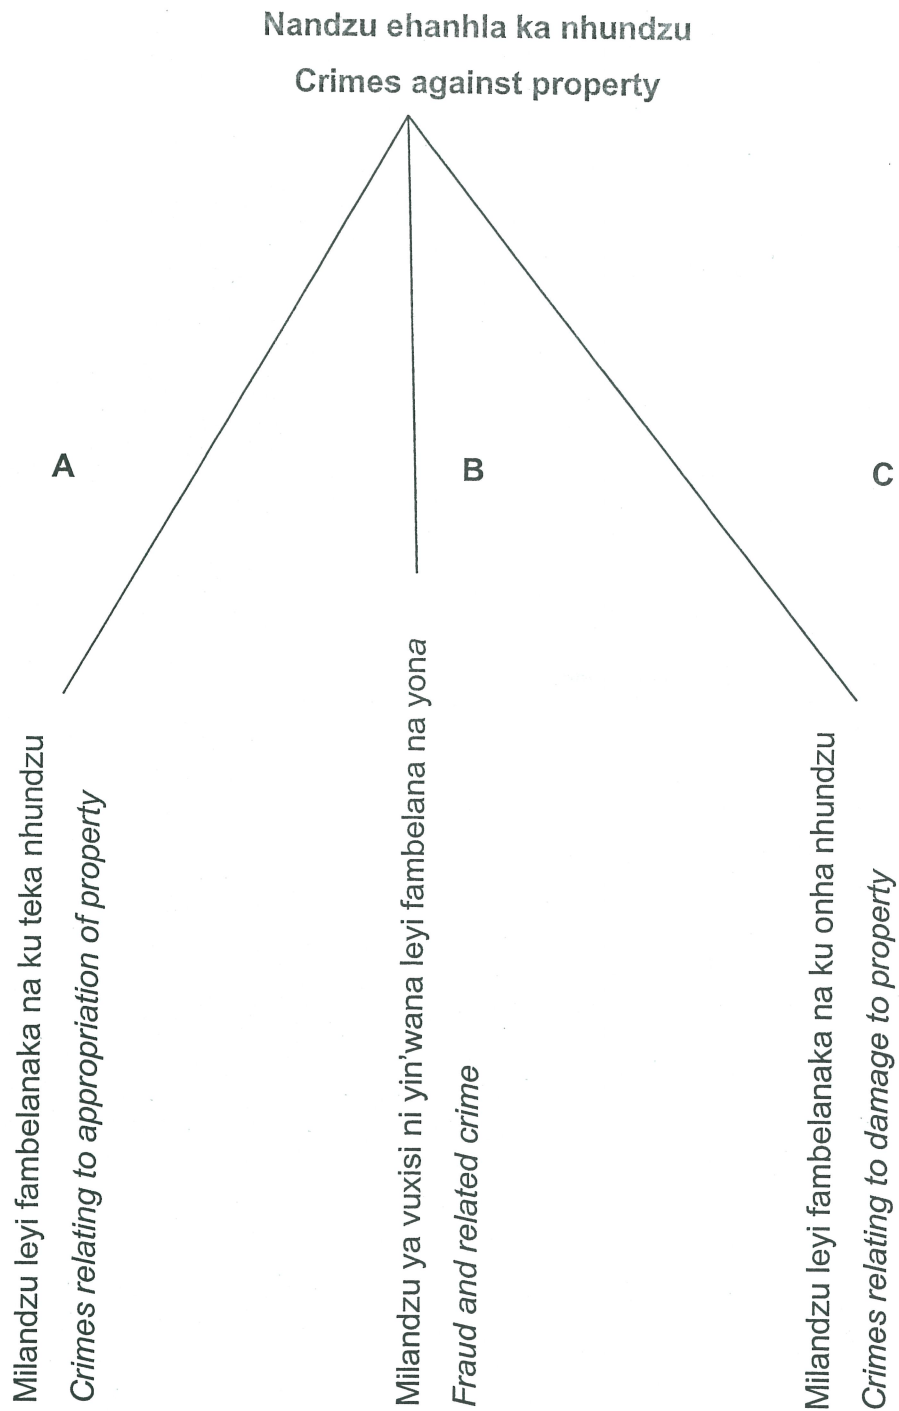 Nandzu ehanhla ka nhundzu
Crimes against property
A
B
C
Milandzu leyi fambelanaka na ku teka nhundzu
Crimes relating to appropriation of property
Milandzu ya vuxisi ni yin'wana leyi fambelana na yona
Fraud and related crime
Milandzu leyi fambelanaka na ku onha nhundzu
Crimes relating to damage to property